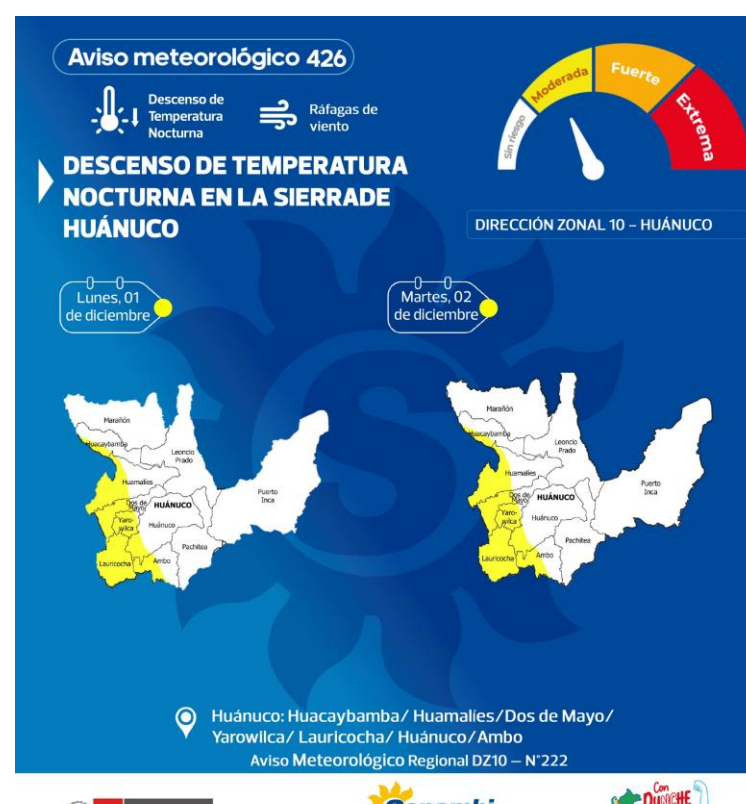 Aviso meteorológico 426
Descenso de
Temperatura
Nocturna
Ráfagas de
viento
Sin riesgo
Moderada
Fuerte
Extrema
DESCENSO DE TEMPERATURA
NOCTURNA EN LA SIERRADE
HUÁNUCO
DIRECCIÓN ZONAL 10 – HUÁNUCO
Lunes, 01
de diciembre
Martes, 02
de diciembre
Marañón
Huacaybamba
Leoncio
Prado
Huamalíes
Dos de
Mayo
HUÁNUCO
Puerto
Inca
Yaro-
wilca
Huánuco
Pachitea
Lauricocha
Ambo
Marañón
Huacaybamba
Leoncio
Prado
Huamalíes
Puerto
Inca
Dos de
Mayo
HUÁNUCO
Yaro-
wilca
Huánuco
Pachitea
Lauricocha
Ambo
Huánuco: Huacaybamba/ Huamalíes/Dos de Mayo/
Yarowilca/ Lauricocha/ Huánuco/Ambo
Aviso Meteorológico Regional DZ10 – N°222
Con